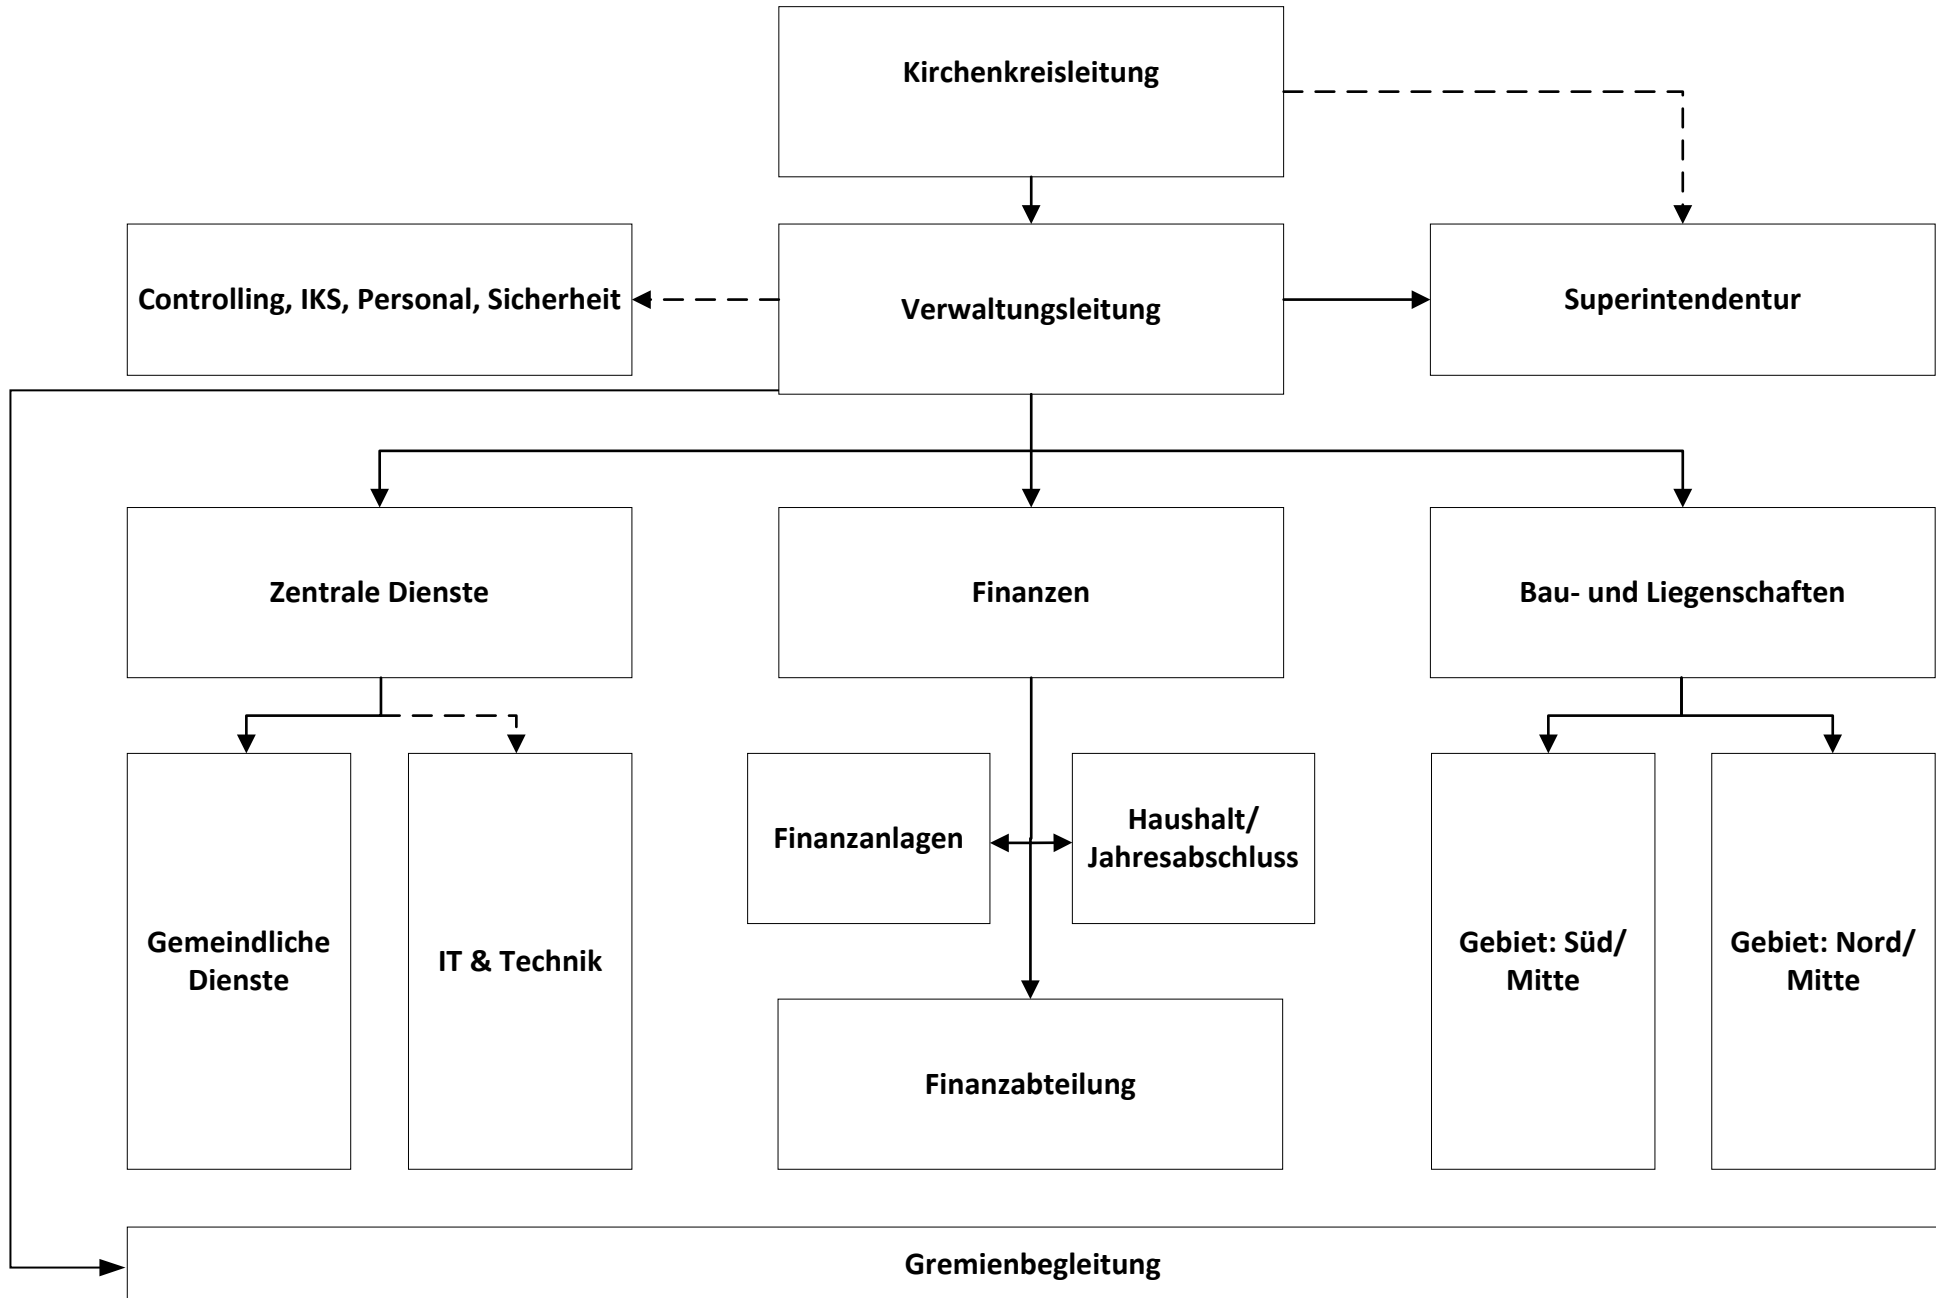 Kirchenkreisleitung
Controlling, IKS, Personal, Sicherheit
Verwaltungsleitung
Superintendentur
Zentrale Dienste
Finanzen
Bau- und Liegenschaften
Gemeindliche
Dienste
IT & Technik
Finanzanlagen
Haushalt/
Jahresabschluss
Finanzabteilung
Gebiet: Süd/
Mitte
Gebiet: Nord/
Mitte
Gremienbegleitung